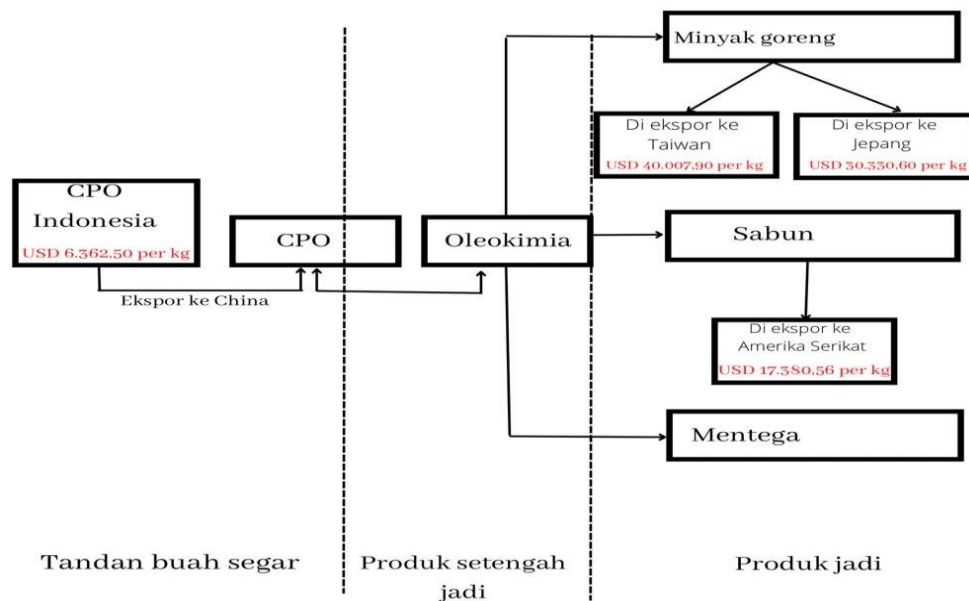 Minyak goreng
Di ekspor ke
Taiwan
USD 40.007.90 per kg
Di ekspor ke
Jepang
USD 30.330.60 per kg
CPO
Indonesia
USD 6.362.50 per kg
CPO
Oleokimia
Sabun
Ekspor ke China
Di ekspor ke
Amerika Serikat
USD 17.380.56 per kg
Mentega
Tandan buah segar
Produk setengah
jadi
Produk jadi